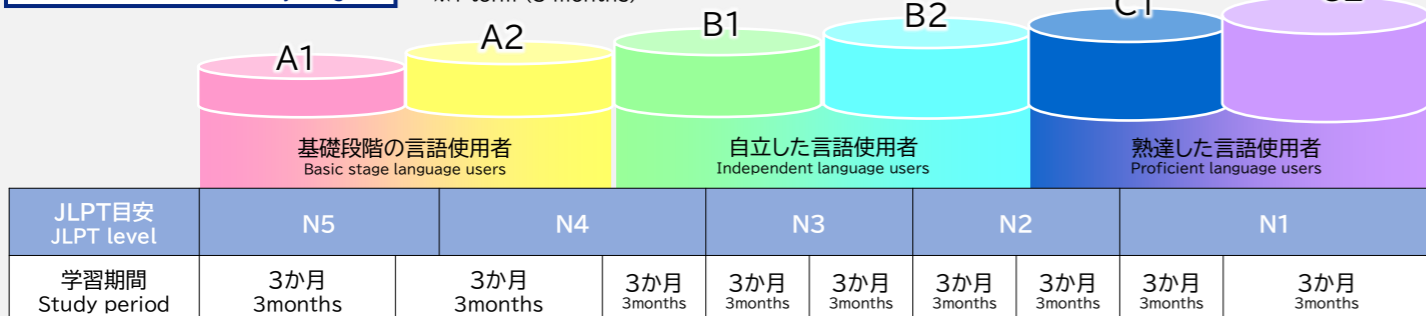 A1
A2
B1
B2
C1
基礎段階の言語使用者
Basic stage language users
自立した言語使用者
Independent language users
熟達した言語使用者
Proficient language users
JLPT目安
JLPT level
N5
N4
N3
N2
N1
学習期間
Study period
3か月
3months
3か月
3months
3か月
3months
3か月
3months
3か月
3months
3か月
3months
3か月
3months
3か月
3months
3か月
3months